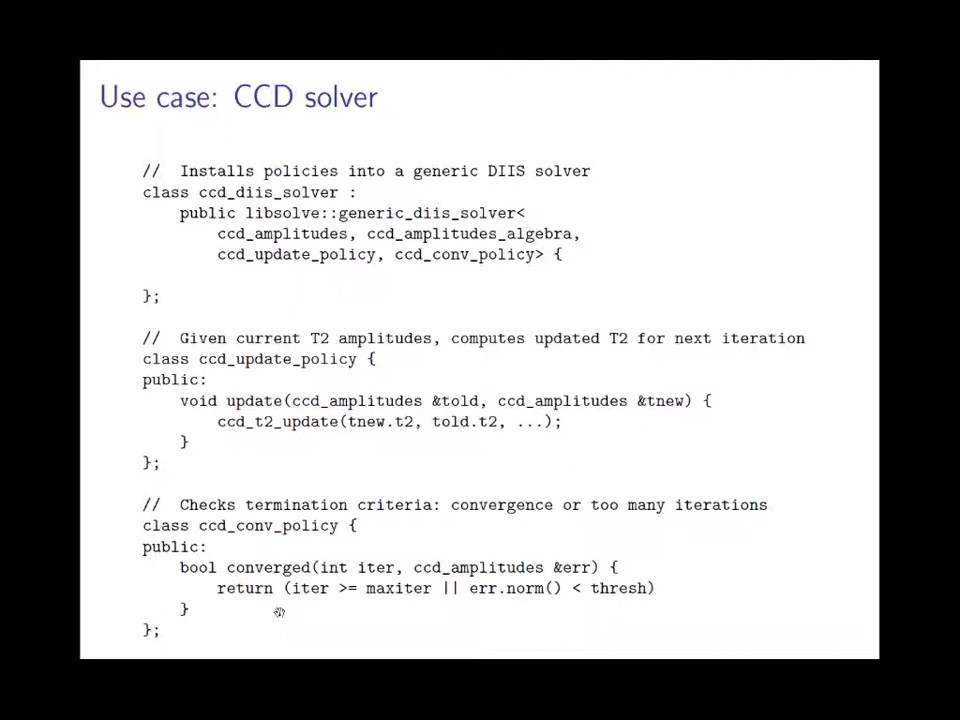 Use case: CCD solver
// Installs policies into a generic DIIS solver
class ccd_diis_solver :
public libsolve::generic_diis_solver<
ccd_amplitudes, ccd_amplitudes_algebra,
ccd_update_policy, ccd_conv_policy> {
};
// Given current T2 amplitudes, computes updated T2 for next iteration
class ccd_update_policy {
public:
void update(ccd_amplitudes &told, ccd_amplitudes &tnew) {
ccd_t2_update(tnew.t2, told.t2, ...);
}
};
// Checks termination criteria: convergence or too many iterations
class ccd_conv_policy {
public:
bool converged(int iter, ccd_amplitudes &err) {
return (iter >= maxiter || err.norm() < thresh)
}
};